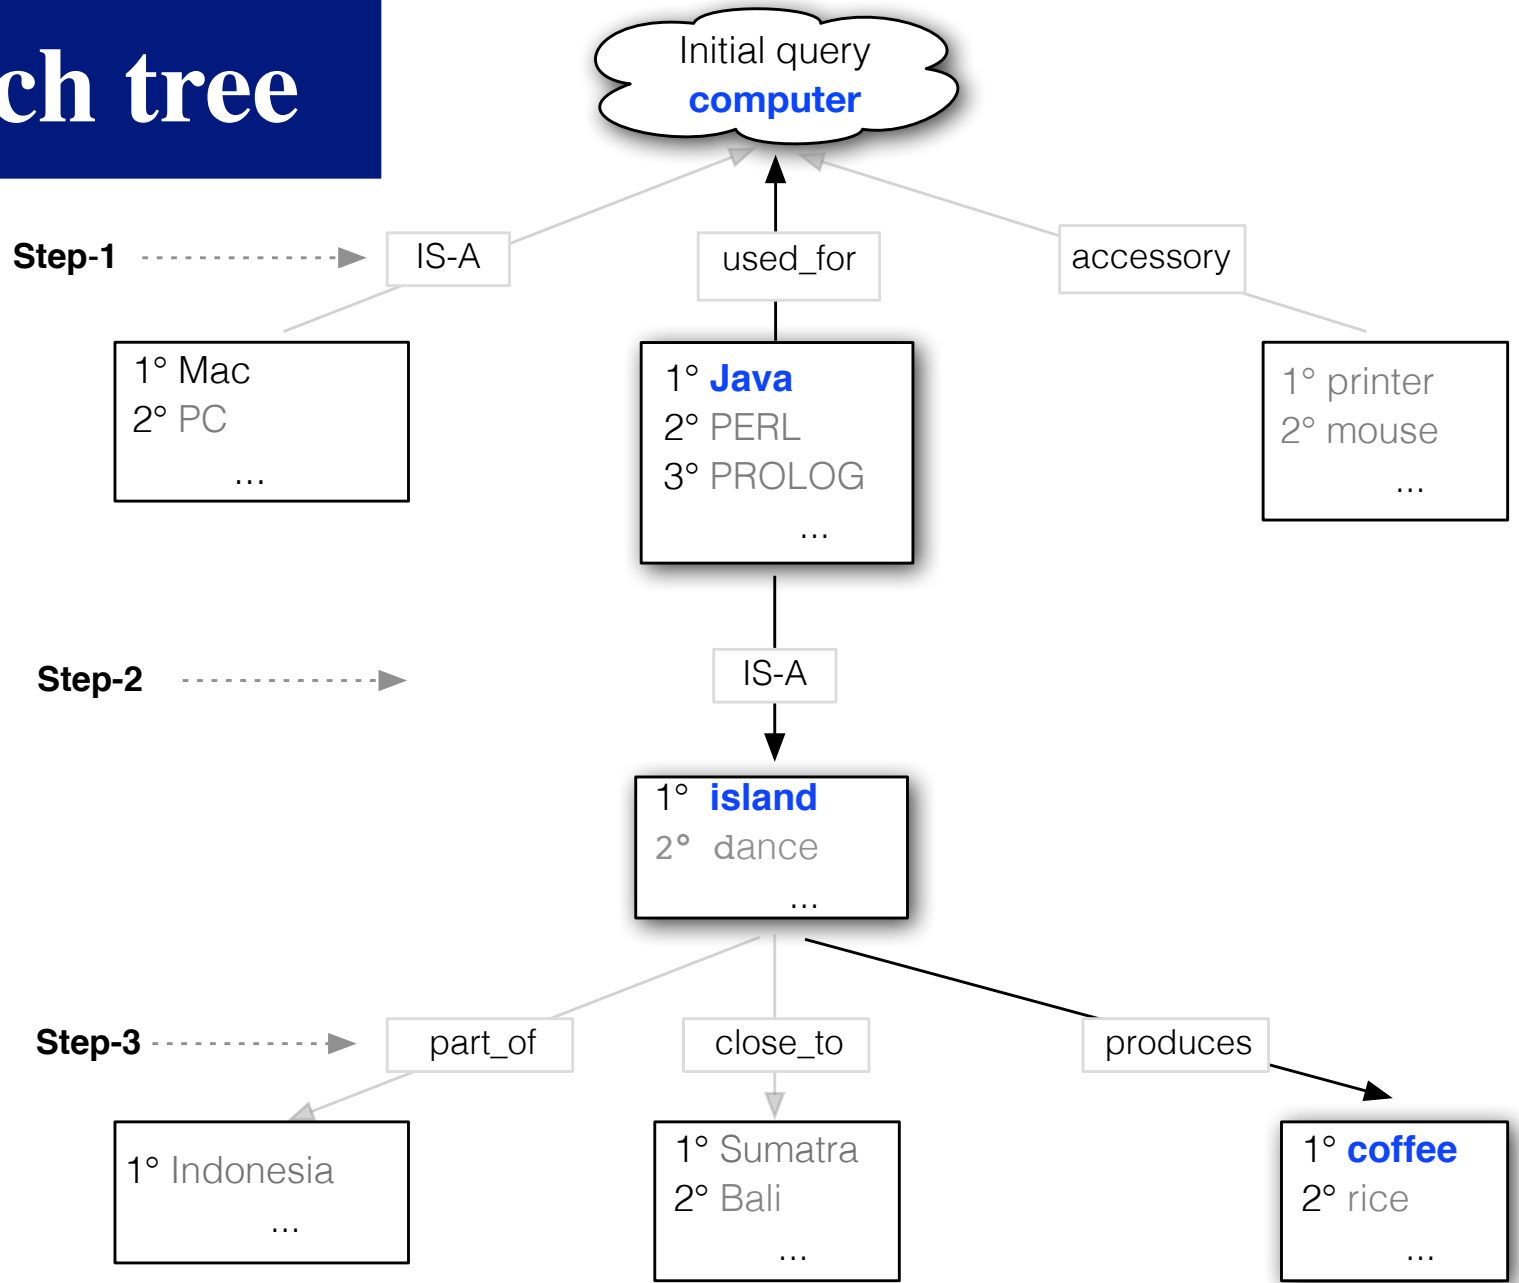 ch tree
Initial query
computer
Step-1
IS-A
used_for
accessory
1° Mac
2° PC
...
1° Java
2° PERL
3° PROLOG
...
1° printer
2° mouse
...
Step-2
IS-A
1° island
2° dance
...
Step-3
part_of
close_to
produces
1° Indonesia
...
1° Sumatra
2° Bali
...
1° coffee
2° rice
...